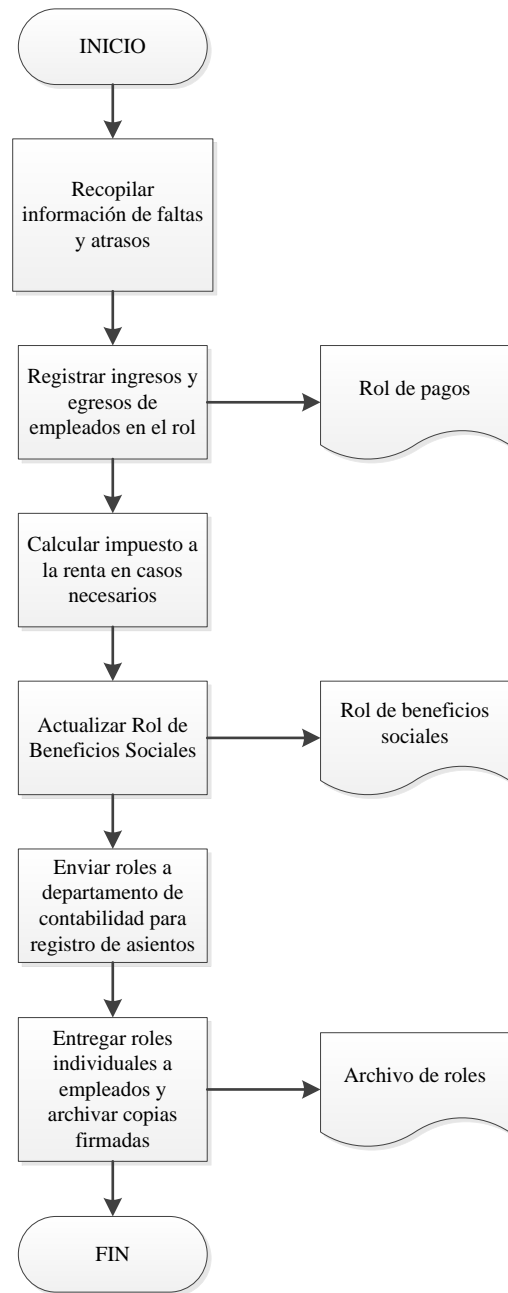 INICIO
Recopilar
información de faltas
y atrasos
Registrar ingresos y
egresos de
empleados en el rol
Rol de pagos
Calcular impuesto a
la renta en casos
necesarios
Actualizar Rol de
Beneficios Sociales
Rol de beneficios
sociales
Enviar roles a
departamento de
contabilidad para
registro de asientos
Entregar roles
individuales a
empleados y
archivar copias
firmadas
Archivo de roles
FIN